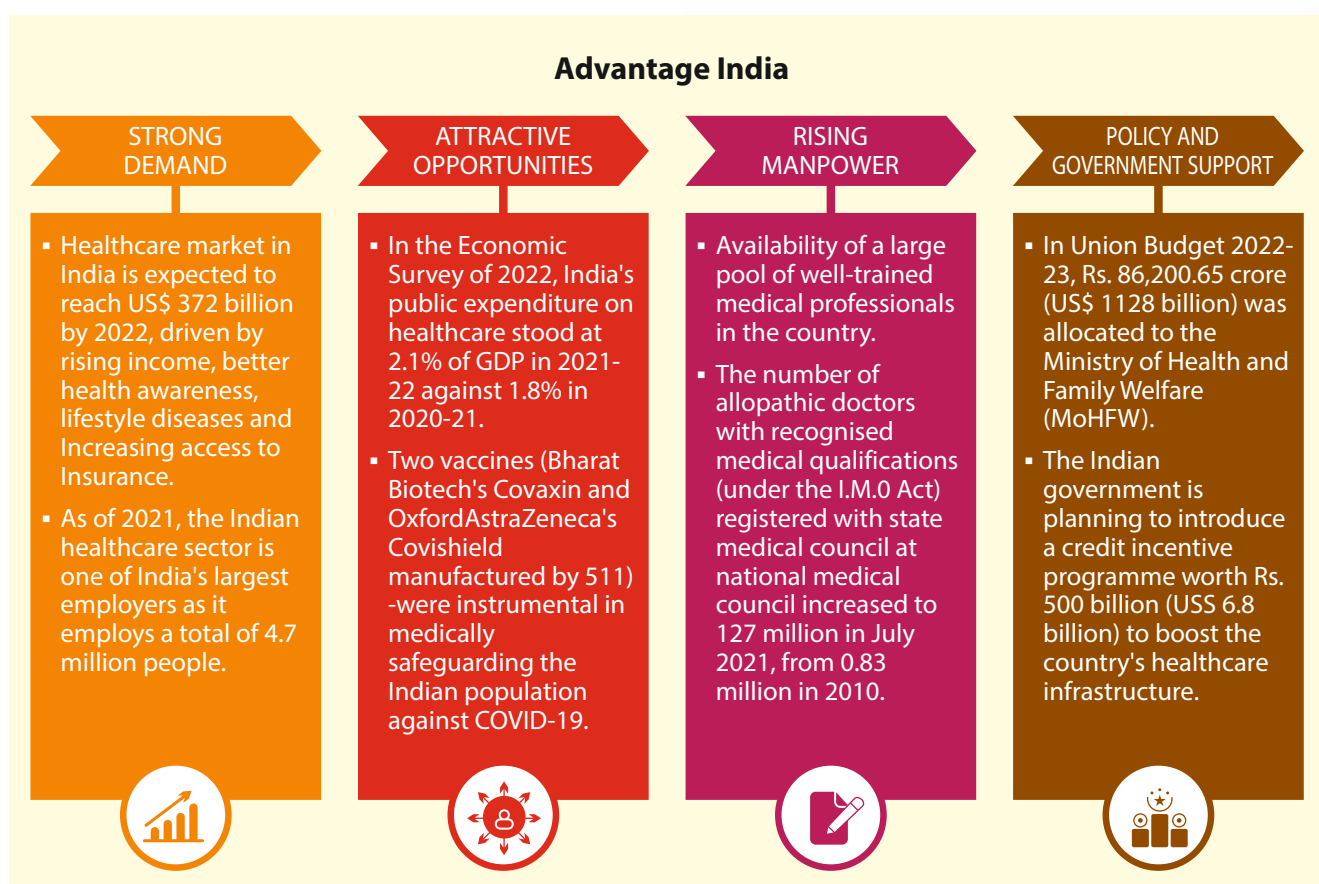 Advantage India
STRONG
DEMAND
▪ Healthcare market in
India is expected to
reach US$ 372 billion
by 2022, driven by
rising income, better
health awareness,
lifestyle diseases and
Increasing access to
Insurance.
▪ As of 2021, the Indian
healthcare sector is
one of India's largest
employers as it
employs a total of 4.7
million people.
ATTRACTIVE
OPPORTUNITIES
▪ In the Economic
Survey of 2022, India's
public expenditure on
healthcare stood at
2.1% of GDP in 2021-
22 against 1.8% in
2020-21.
▪ Two vaccines (Bharat
Biotech's Covaxin and
OxfordAstraZeneca's
Covishield
manufactured by 511)
-were instrumental in
medically
safeguarding the
Indian population
against COVID-19.
RISING
MANPOWER
▪ Availability of a large
pool of well-trained
medical professionals
in the country.
▪ The number of
allopathic doctors
with recognised
medical qualifications
(under the I.M.0 Act)
registered with state
medical council at
national medical
council increased to
127 million in July
2021, from 0.83
million in 2010.
POLICY AND
GOVERNMENT SUPPORT
▪ In Union Budget 2022-
23, Rs. 86,200.65 crore
(US$ 1128 billion) was
allocated to the
Ministry of Health and
Family Welfare
(MoHFW).
▪ The Indian
government is
planning to introduce
a credit incentive
programme worth Rs.
500 billion (USS 6.8
billion) to boost the
country's healthcare
infrastructure.